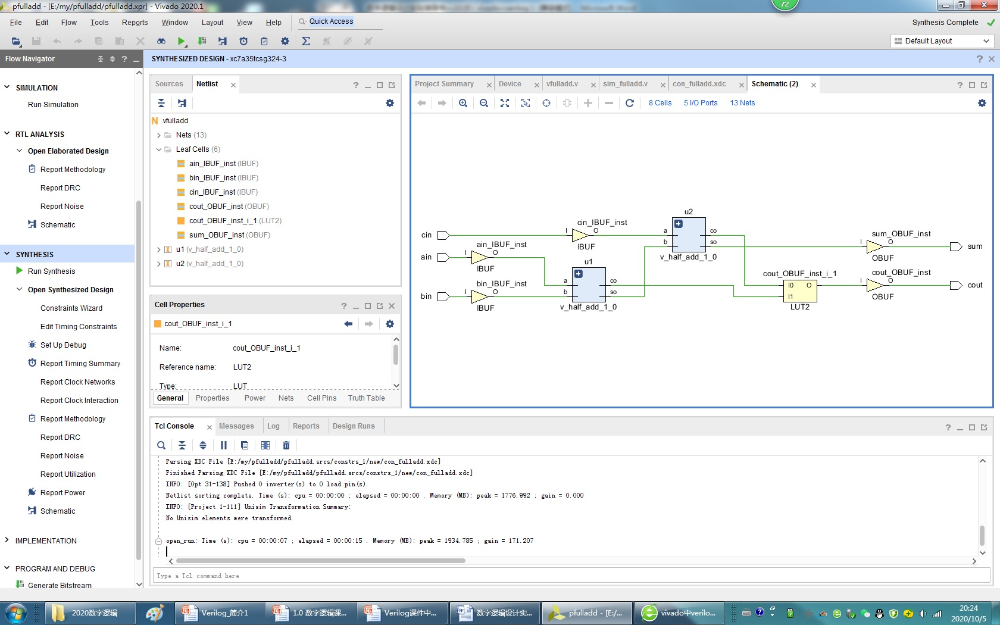 pfulladd - [E:/my/pfulladd/pfulladd.xpr] - Vivado 2020.1
72
File Edit Flow Tools Reports Window Layout View Help Quick Access
Synthesis Complete
Default Layout
Flow Navigator
SYNTHESIZED DESIGN - xc7a35tcsg324-3
SIMULATION
Run Simulation
RTL ANALYSIS
Open Elaborated Design
Report Methodology
Report DRC
Report Noise
Schematic
SYNTHESIS
Run Synthesis
Open Synthesized Design
Constraints Wizard
Edit Timing Constraints
Set Up Debug
Report Timing Summary
Report Clock Networks
Report Clock Interaction
Report Methodology
Report DRC
Report Noise
Report Utilization
Report Power
Schematic
IMPLEMENTATION
PROGRAM AND DEBUG
Generate Bitstream
Sources Netlist
vfulladd
Nets (13)
Leaf Cells (6)
ain_IBUF_inst (IBUF)
bin_IBUF_inst (IBUF)
cin_IBUF_inst (IBUF)
cout_OBUF_inst (OBUF)
cout_OBUF_inst_i_1 (LUT2)
sum_OBUF_inst (OBUF)
u1 (v_half_add_1_0)
u2 (v_half_add_1_0)
Cell Properties
cout_OBUF_inst_i_1
Name: cout_OBUF_inst_i_1
Reference name: LUT2
Type: LUT
General Properties Power Nets Cell Pins Truth Table
Project Summary Device vfulladd.v sim_fulladd.v con_fulladd.xdc Schematic (2)
8 Cells 5 I/O Ports 13 Nets
u2
cin_IBUF_inst
cin I O a co
IBUF b so
v_half_add_1_0
ain_IBUF_inst
ain I O
IBUF
u1
bin_IBUF_inst a co
bin I O b so
IBUF
v_half_add_1_0
cout_OBUF_inst_i_1
I0 O
I1
LUT2
sum_OBUF_inst
I O sum
OBUF
cout_OBUF_inst
I O cout
OBUF
Tcl Console Messages Log Reports Design Runs
Parsing XDC File [E:/my/pfulladd/pfulladd.srcs/constrs_1/new/con_fulladd.xdc]
Finished Parsing XDC File [E:/my/pfulladd/pfulladd.srcs/constrs_1/new/con_fulladd.xdc]
INFO: [Opt 31-138] Pushed 0 inverter(s) to 0 load pin(s).
Netlist sorting complete. Time (s): cpu = 00:00:00 ; elapsed = 00:00:00 . Memory (MB): peak = 1776.992 ; gain = 0.000
INFO: [Project 1-111] Unisim Transformation Summary:
No Unisim elements were transformed.
open_run: Time (s): cpu = 00:00:07 ; elapsed = 00:00:15 . Memory (MB): peak = 1934.785 ; gain = 171.207
Type a Tcl command here
2020数字逻辑
Verilog_简介1
1.0 数字逻辑课...
Verilog课件中...
数字逻辑设计实...
pfulladd - [E:/...
vivado中verilo...
20:24
2020/10/5